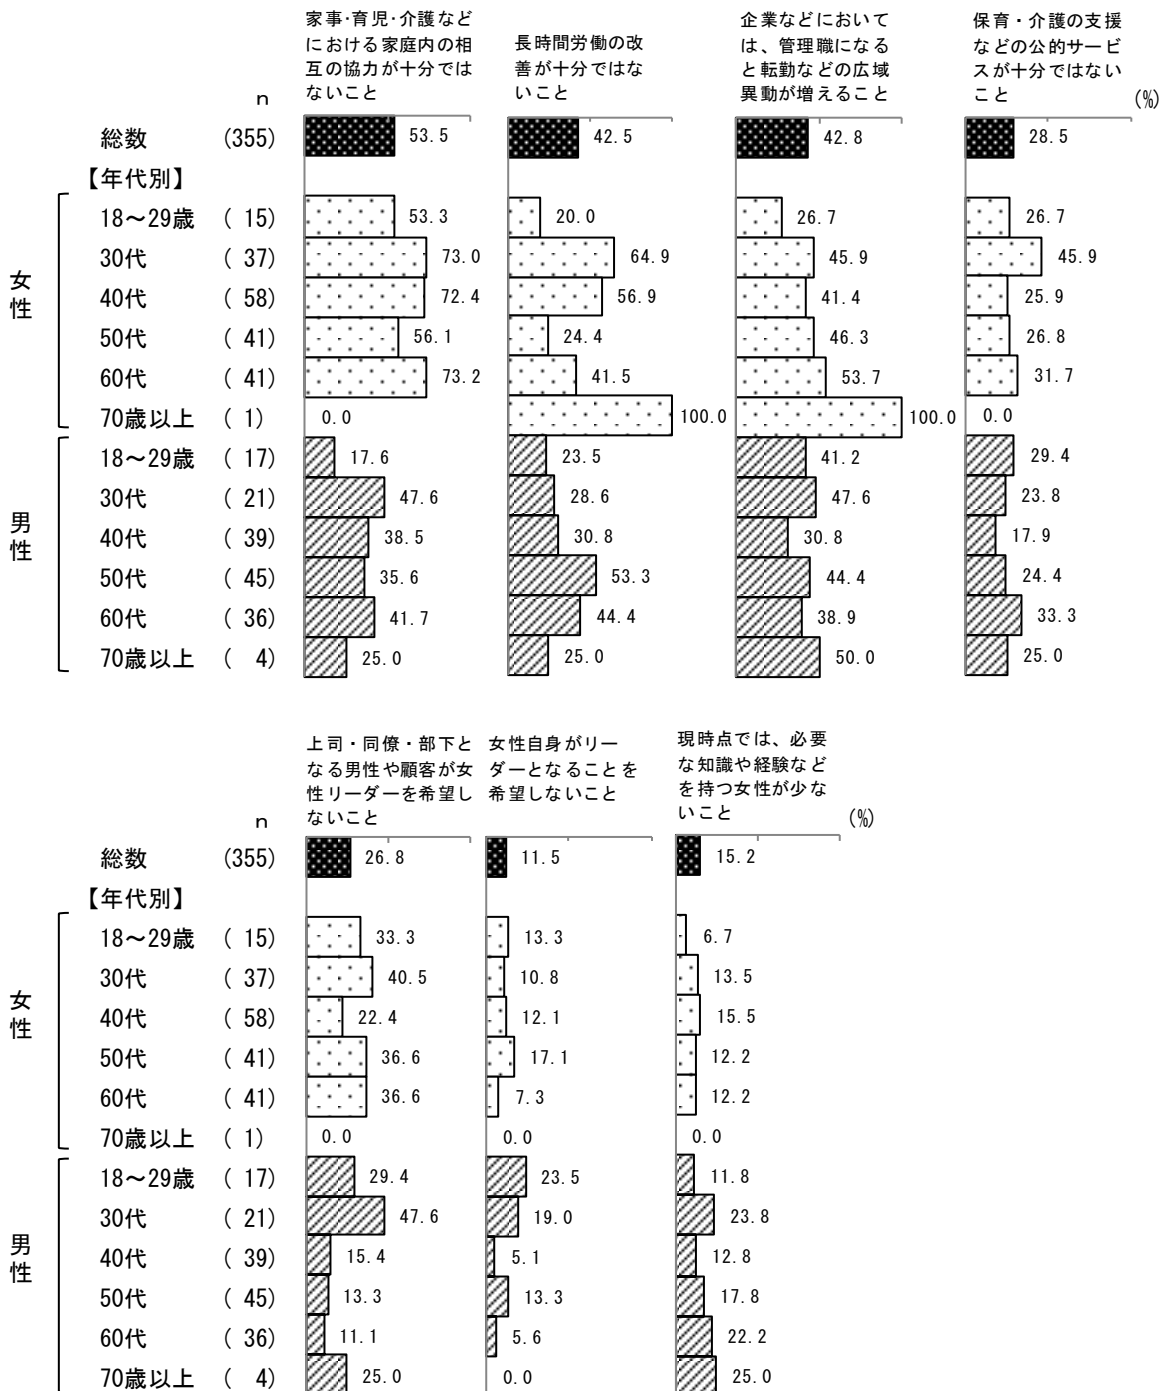 家事・育児・介護など
における家庭内の相
互の協力が十分では
ないこと
長時間労働の改
善が十分ではな
いこと
企業などにおいて
は、管理職になる
と転勤などの広域
異動が増えること
保育・介護の支援
などの公的サービ
スが十分ではない
こと
n (%)
総数 (355) 53.5 42.5 42.8 28.5
【年代別】
女性
18～29歳 ( 15) 53.3 20.0 26.7 26.7
30代 ( 37) 73.0 64.9 45.9 45.9
40代 ( 58) 72.4 56.9 41.4 25.9
50代 ( 41) 56.1 24.4 46.3 26.8
60代 ( 41) 73.2 41.5 53.7 31.7
70歳以上 ( 1) 0.0 100.0 100.0 0.0
男性
18～29歳 ( 17) 17.6 23.5 41.2 29.4
30代 ( 21) 47.6 28.6 47.6 23.8
40代 ( 39) 38.5 30.8 30.8 17.9
50代 ( 45) 35.6 53.3 44.4 24.4
60代 ( 36) 41.7 44.4 38.9 33.3
70歳以上 ( 4) 25.0 25.0 50.0 25.0
上司・同僚・部下と
なる男性や顧客が女
性リーダーを希望し
ないこと
女性自身がリー
ダーとなることを
希望しないこと
現時点では、必要
な知識や経験など
を持つ女性が少な
いこと
n (%)
総数 (355) 26.8 11.5 15.2
【年代別】
女性
18～29歳 ( 15) 33.3 13.3 6.7
30代 ( 37) 40.5 10.8 13.5
40代 ( 58) 22.4 12.1 15.5
50代 ( 41) 36.6 17.1 12.2
60代 ( 41) 36.6 7.3 12.2
70歳以上 ( 1) 0.0 0.0 0.0
男性
18～29歳 ( 17) 29.4 23.5 11.8
30代 ( 21) 47.6 19.0 23.8
40代 ( 39) 15.4 5.1 12.8
50代 ( 45) 13.3 13.3 17.8
60代 ( 36) 11.1 5.6 22.2
70歳以上 ( 4) 25.0 0.0 25.0